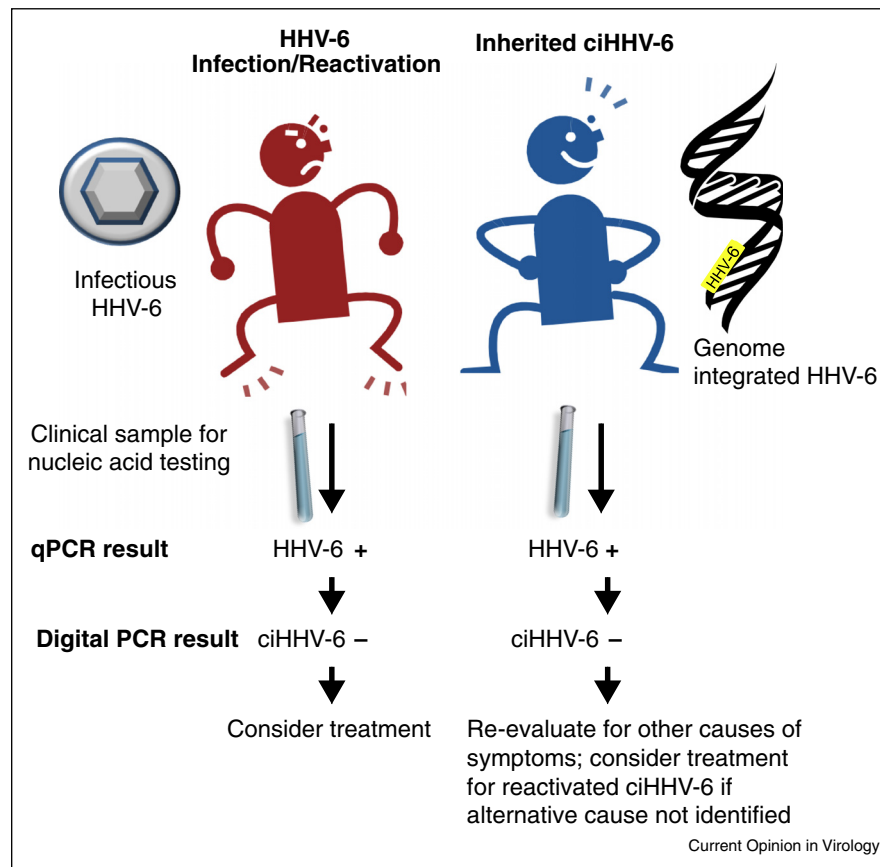 HHV-6
Infection/Reactivation
Inherited ciHHV-6
Infectious
HHV-6
HHV-6
Genome
integrated HHV-6
Clinical sample for
nucleic acid testing
qPCR result HHV-6 + HHV-6 +
Digital PCR result ciHHV-6 – ciHHV-6 –
Consider treatment
Re-evaluate for other causes of
symptoms; consider treatment
for reactivated ciHHV-6 if
alternative cause not identified
Current Opinion in Virology